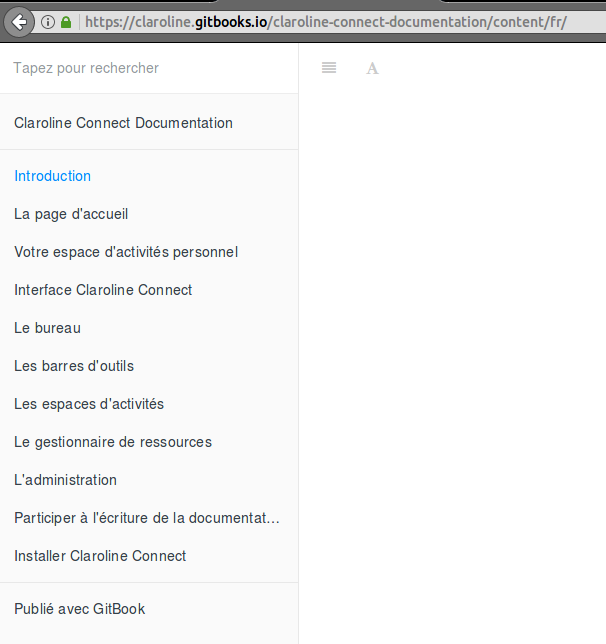 https://claroline.gitbooks.io/claroline-connect-documentation/content/fr/
Tapez pour rechercher
A
Claroline Connect Documentation
Introduction
La page d'accueil
Votre espace d'activités personnel
Interface Claroline Connect
Le bureau
Les barres d'outils
Les espaces d'activités
Le gestionnaire de ressources
L'administration
Participer à l'écriture de la documentat...
Installer Claroline Connect
Publié avec GitBook